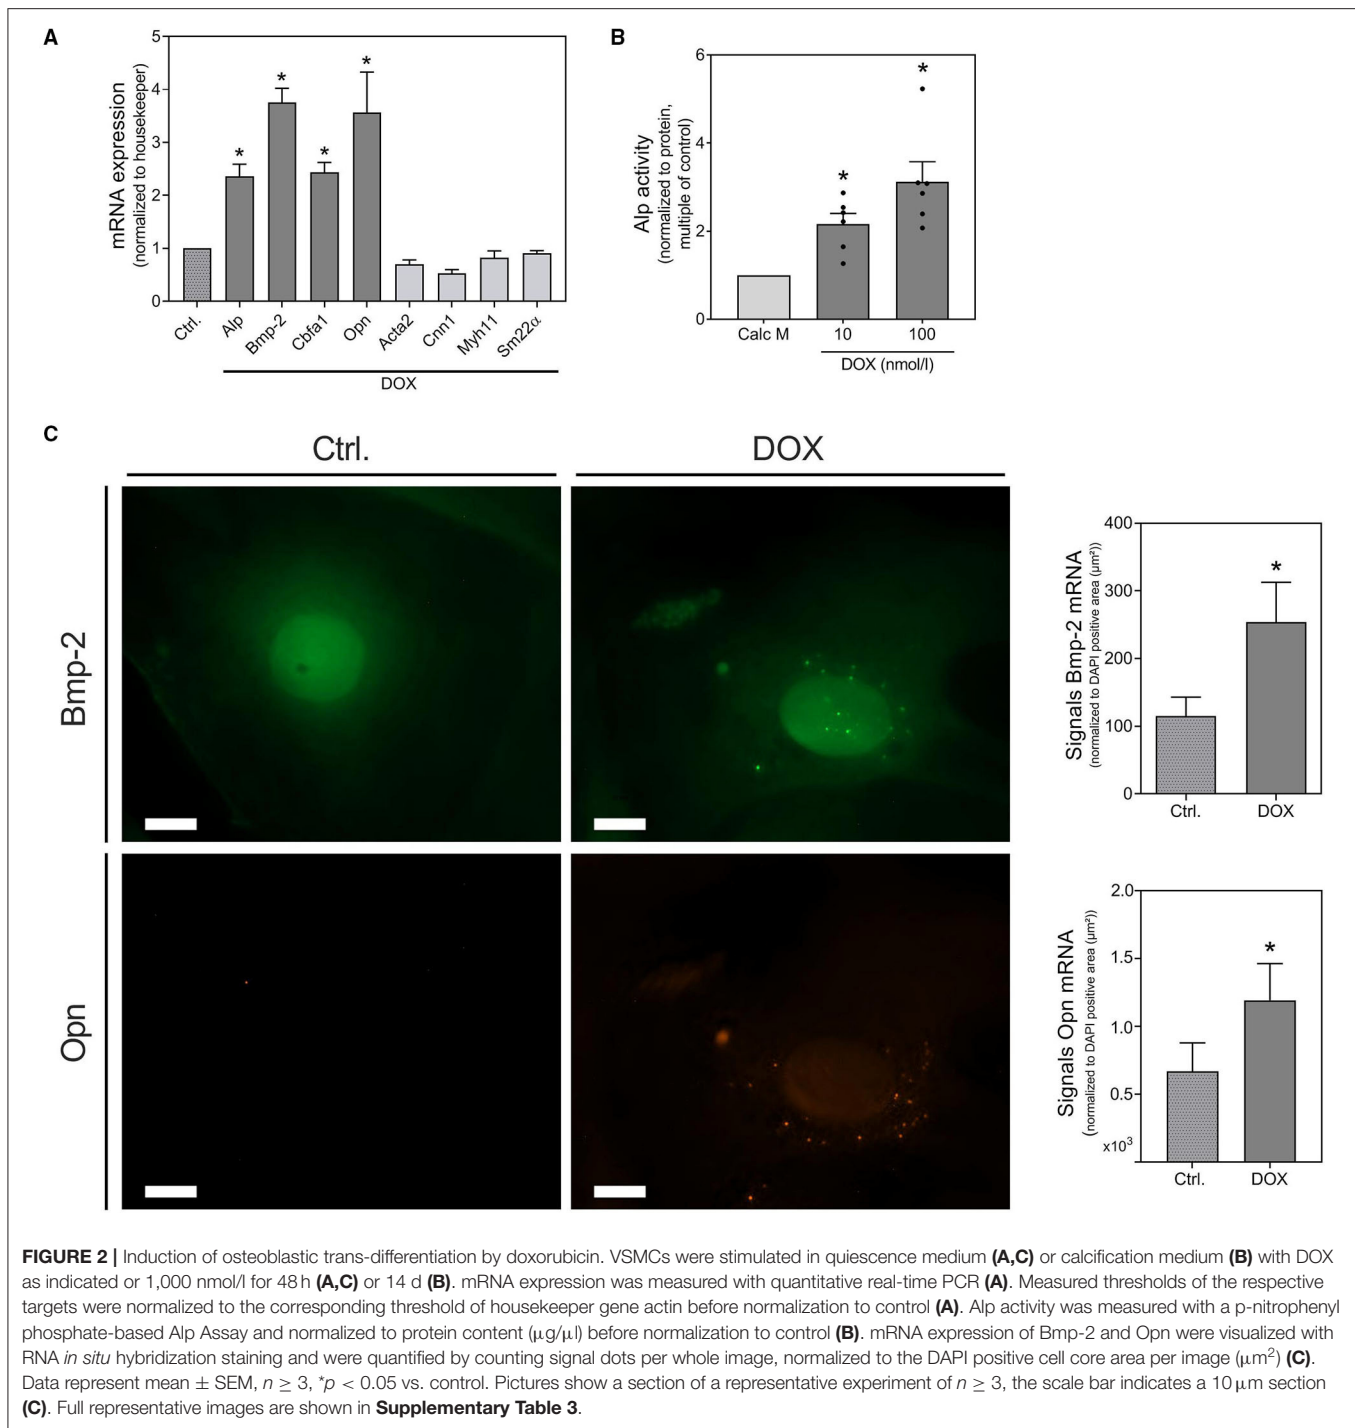 A
mRNA expression
(normalized to housekeeper)
5
4
3
2
1
0
*
*
*
*
Ctrl.
Alp
Bmp-2
Cbfa1
Opn
Acta2
Cnn1
Myh11
Sm22α
DOX
B
Alp activity
(normalized to protein,
multiple of control)
6
4
2
0
*
*
Calc M
10
100
DOX (nmol/l)
C
Ctrl.
DOX
Bmp-2
Opn
Signals Bmp-2 mRNA
(normalized to DAPI positive area (µm²))
400
300
200
100
0
*
Ctrl.
DOX
Signals Opn mRNA
(normalized to DAPI positive area (µm²))
2.0
1.5
1.0
0.5
x10³
*
Ctrl.
DOX
FIGURE 2 | Induction of osteoblastic trans-differentiation by doxorubicin. VSMCs were stimulated in quiescence medium (A,C) or calcification medium (B) with DOX
as indicated or 1,000 nmol/l for 48 h (A,C) or 14 d (B). mRNA expression was measured with quantitative real-time PCR (A). Measured thresholds of the respective
targets were normalized to the corresponding threshold of housekeeper gene actin before normalization to control (A). Alp activity was measured with a p-nitrophenyl
phosphate-based Alp Assay and normalized to protein content (µg/µl) before normalization to control (B). mRNA expression of Bmp-2 and Opn were visualized with
RNA in situ hybridization staining and were quantified by counting signal dots per whole image, normalized to the DAPI positive cell core area per image (µm²) (C).
Data represent mean ± SEM, n ≥ 3, *p < 0.05 vs. control. Pictures show a section of a representative experiment of n ≥ 3, the scale bar indicates a 10 µm section
(C). Full representative images are shown in Supplementary Table 3.